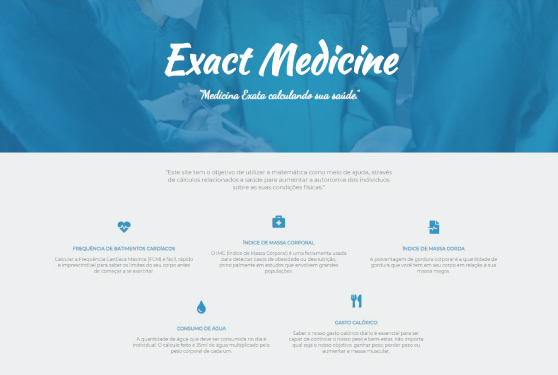 Exact Medicine
"Medicina Exata calculando sua saúde."
"Este site tem o objetivo de utilizar a matemática como meio de ajuda, através
de cálculos relacionados a saúde para aumentar a autonomia dos indivíduos
sobre as suas condições físicas."
FREQUÊNCIA DE BATIMENTOS CARDÍACOS
Calcular a Frequência Cardíaca Máxima (FCM) é fácil, rápido
e imprescindível para saber os limites do seu corpo antes
de começar a se exercitar.
ÍNDICE DE MASSA CORPORAL
O IMC (Índice de Massa Corporal) é uma ferramenta usada
para detectar casos de obesidade ou desnutrição,
principalmente em estudos que envolvem grandes
populações.
ÍNDICE DE MASSA GORDA
A porcentagem de gordura corporal é a quantidade de
gordura que você tem em seu corpo em relação à sua
massa magra.
CONSUMO DE ÁGUA
A quantidade de água que deve ser consumida no dia é
individual. O cálculo feito é 35ml de água multiplicado pelo
peso corporal de cada um.
GASTO CALÓRICO
Saber o nosso gasto calórico diário é essencial para ser
capaz de controlar o nosso peso e bem estar, não importa
qual seja o nosso objetivo: ganhar peso, perder peso ou
aumentar a massa muscular.